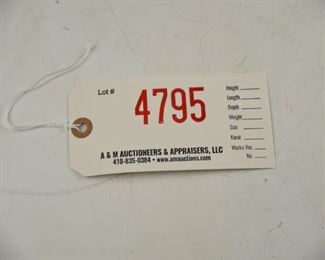 Lot #
4795
Height
Length
Depth
Weight
Size
Karat
Works Yes
No
A & M AUCTIONEERS & APPRAISERS, LLC
410-835-0384 • www.amauctions.com